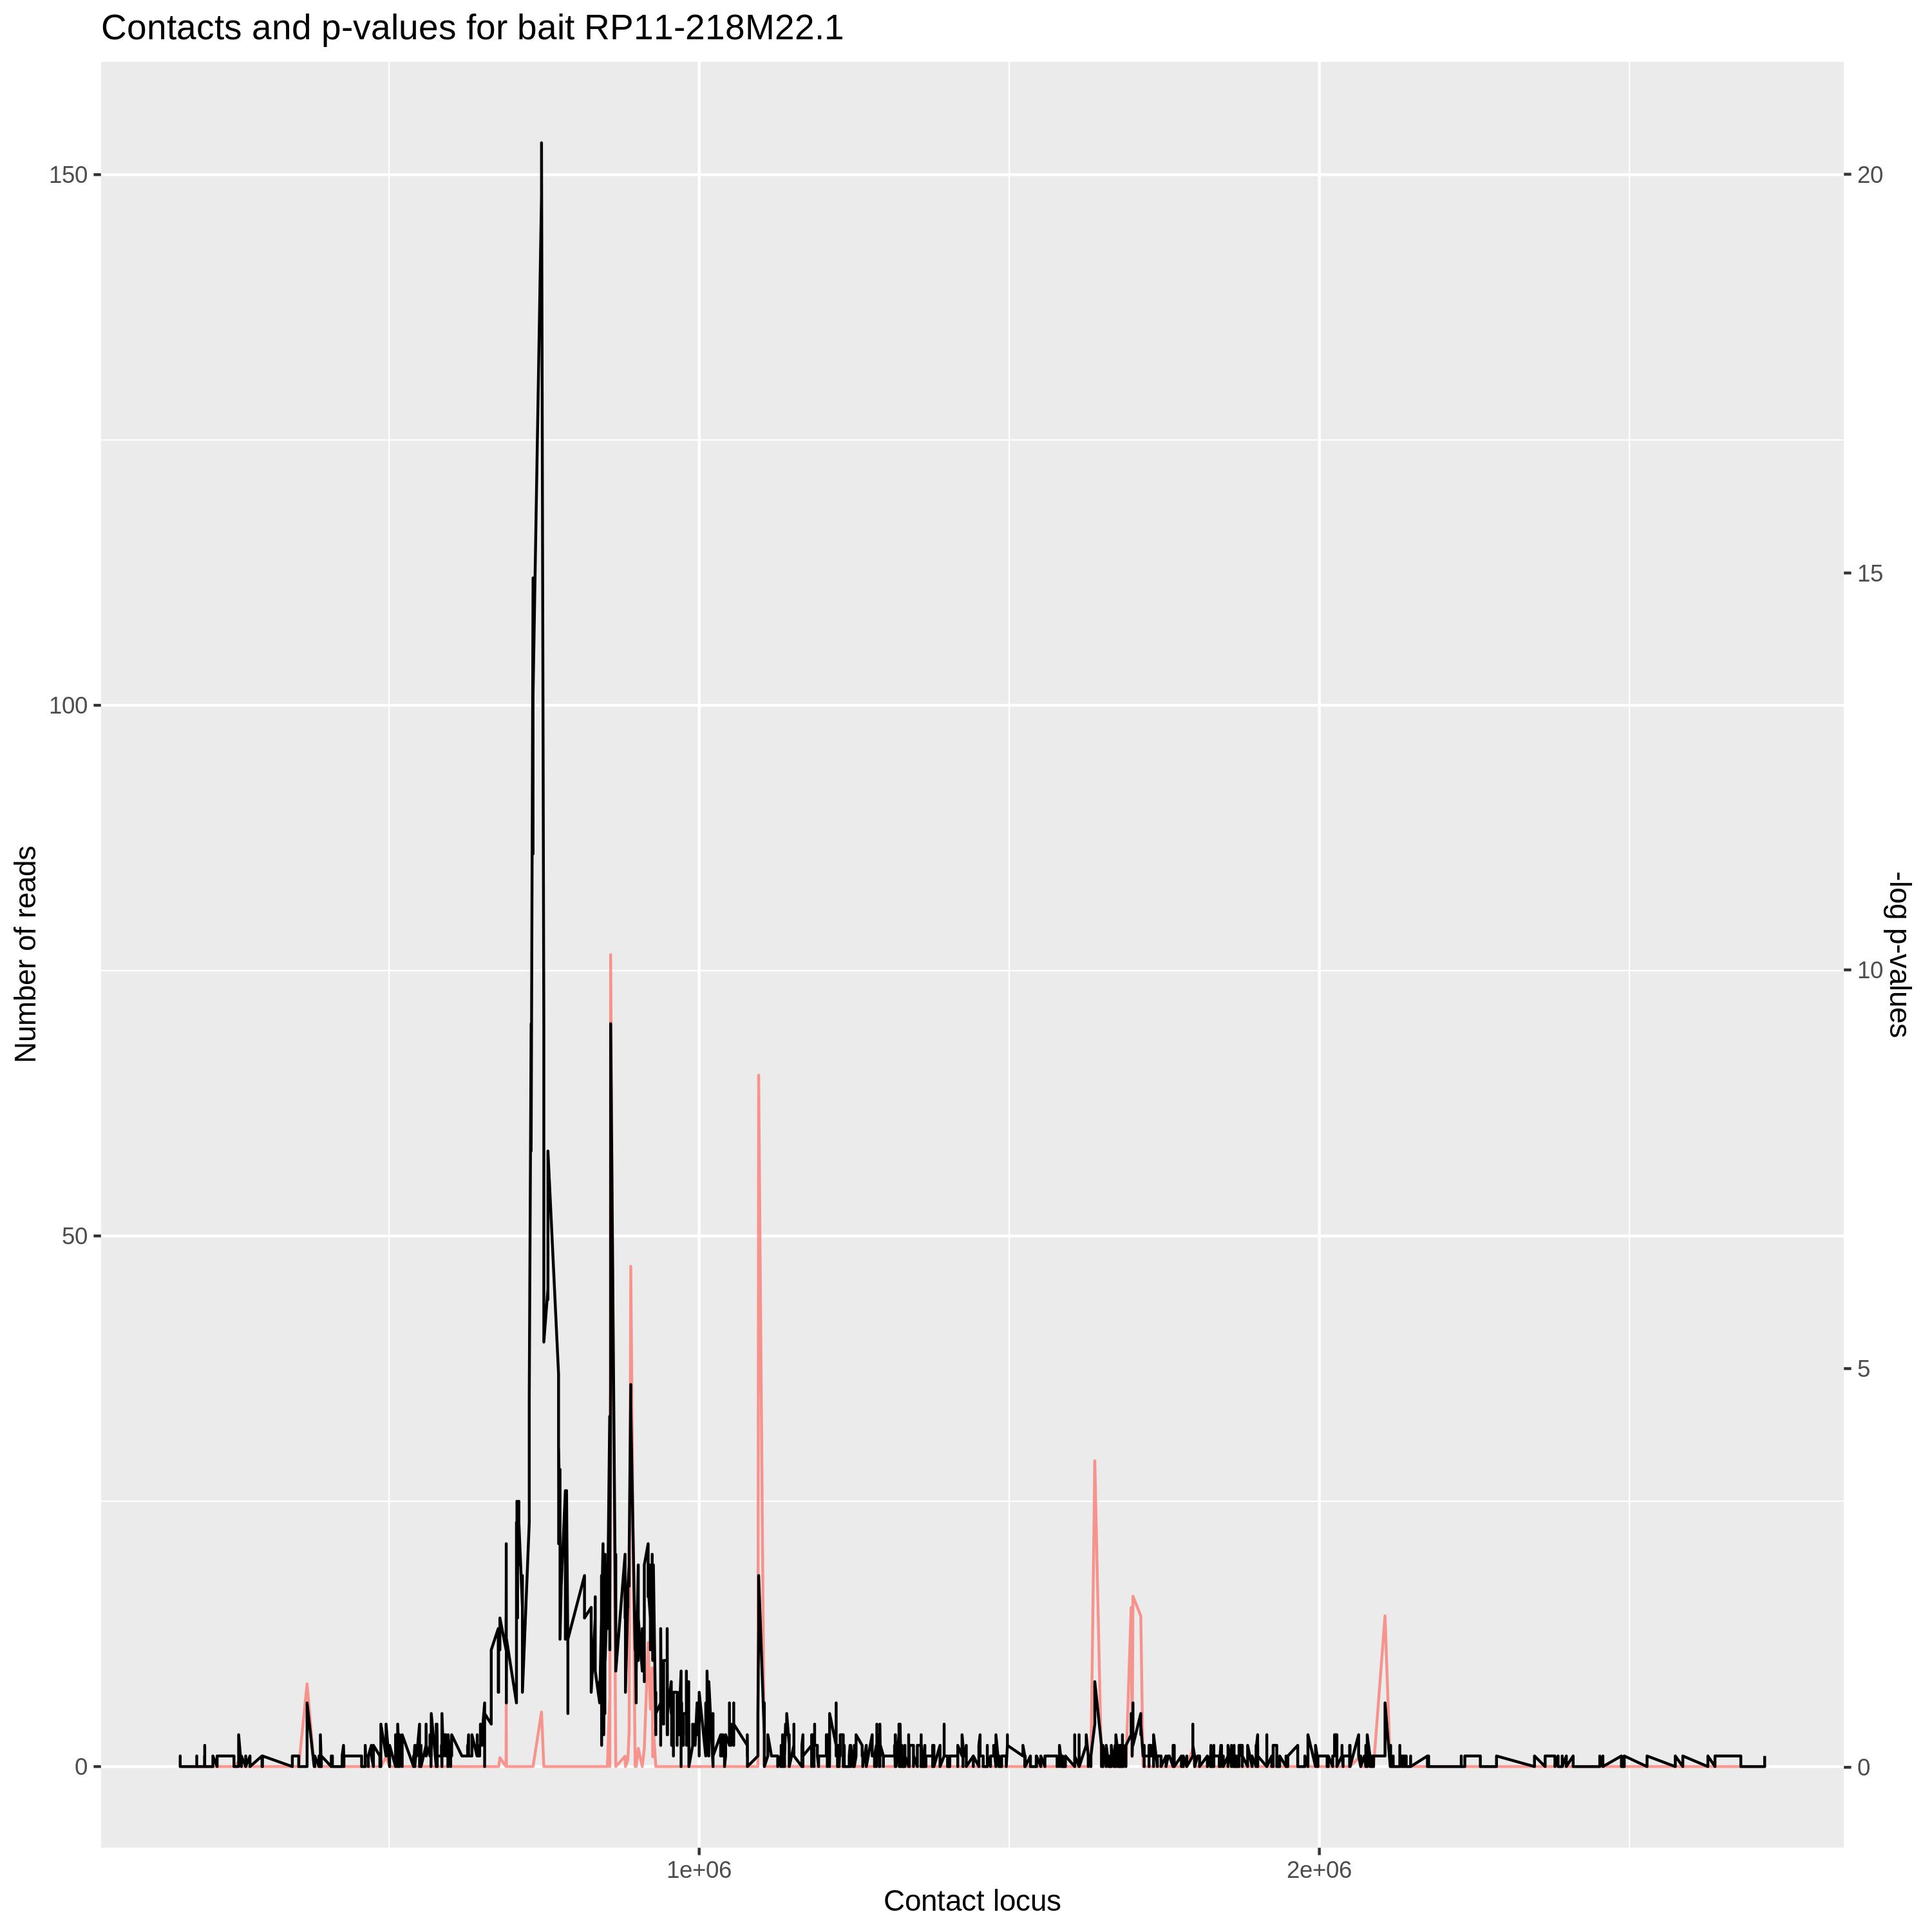 Contacts and p-values for bait RP11-218M22.1
150
100
50
0
Number of reads
20
15
10
5
0
-log p-values
1e+06
2e+06
Contact locus